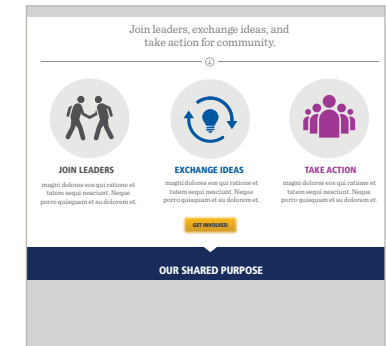 Join leaders, exchange ideas, and
take action for community.
JOIN LEADERS
magni dolores eos qui ratione et
tatem sequi nesciunt. Neque
porro quisquam et su dolorem et.
EXCHANGE IDEAS
magni dolores eos qui ratione et
tatem sequi nesciunt. Neque
porro quisquam et su dolorem et.
TAKE ACTION
magni dolores eos qui ratione et
tatem sequi nesciunt. Neque
porro quisquam et su dolorem et.
GET INVOLVED
OUR SHARED PURPOSE